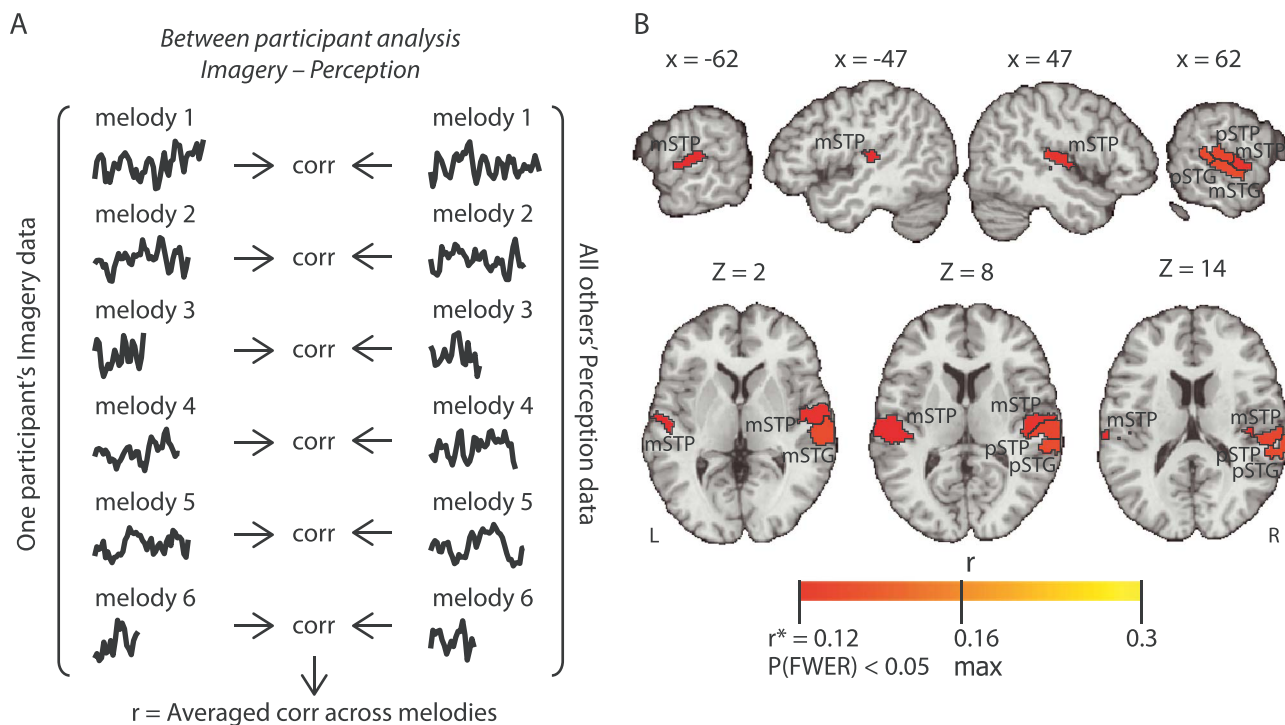 A
Between participant analysis
Imagery – Perception
One participant's Imagery data
melody 1
corr
melody 1
melody 2
corr
melody 2
melody 3
corr
melody 3
melody 4
corr
melody 4
melody 5
corr
melody 5
melody 6
corr
melody 6
All others' Perception data
r = Averaged corr across melodies
B
x = -62
x = -47
x = 47
x = 62
mSTP
mSTP
mSTP
pSTP
mSTP
pSTG
mSTG
Z = 2
Z = 8
Z = 14
mSTP
mSTP
mSTG
mSTP
mSTP
pSTP
pSTG
mSTP
mSTP
pSTP
pSTG
L
R
r
r* = 0.12
0.16
0.3
P(FWER) < 0.05
max